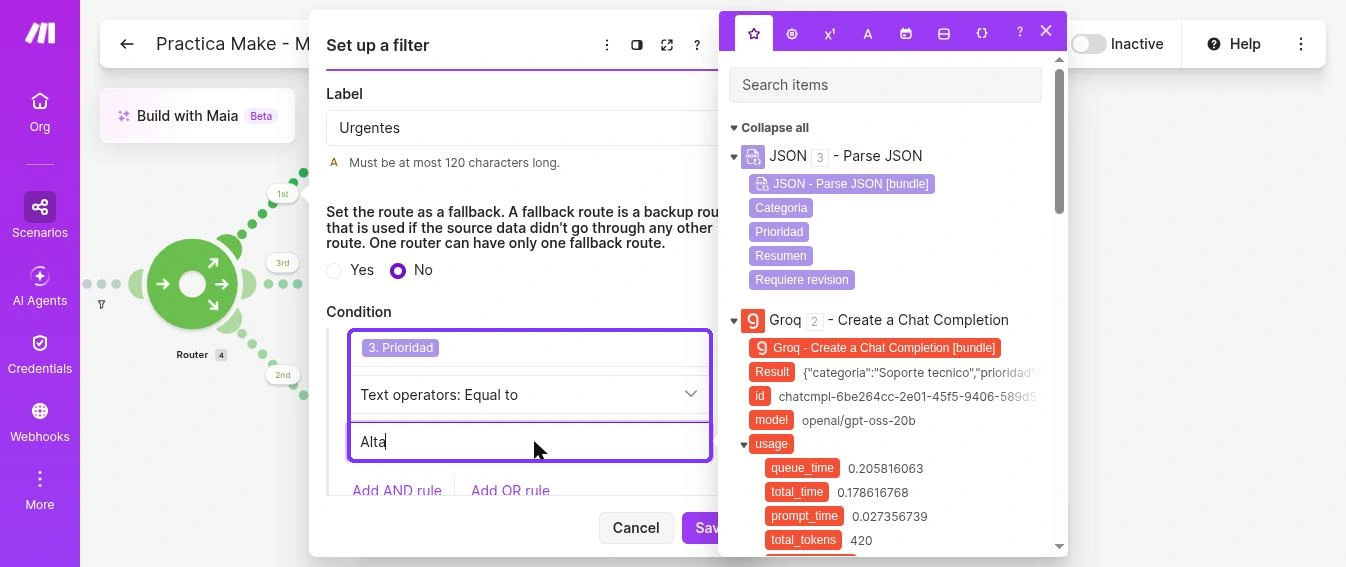 Org
Scenarios
AI Agents
Credentials
Webhooks
More
Practica Make - M
Build with Maia Beta
1st
3rd
2nd
Router 4
Set up a filter
?
Label
Urgentes
A Must be at most 120 characters long.
Set the route as a fallback. A fallback route is a backup rou
that is used if the source data didn't go through any other
route. One router can have only one fallback route.
Yes No
Condition
3. Prioridad
Text operators: Equal to
Alta
Add AND rule Add OR rule
Cancel
Sav
A ?
Search items
Collapse all
JSON 3 - Parse JSON
JSON - Parse JSON [bundle]
Categoria
Prioridad
Resumen
Requiere revision
Groq 2 - Create a Chat Completion
Groq - Create a Chat Completion [bundle]
Result {"categoria":"Soporte tecnico","prioridad"
id chatcmpl-6be264cc-2e01-45f5-9406-589d5
model openai/gpt-oss-20b
usage
queue_time 0.205816063
total_time 0.178616768
prompt_time 0.027356739
total_tokens 420
Inactive
Help